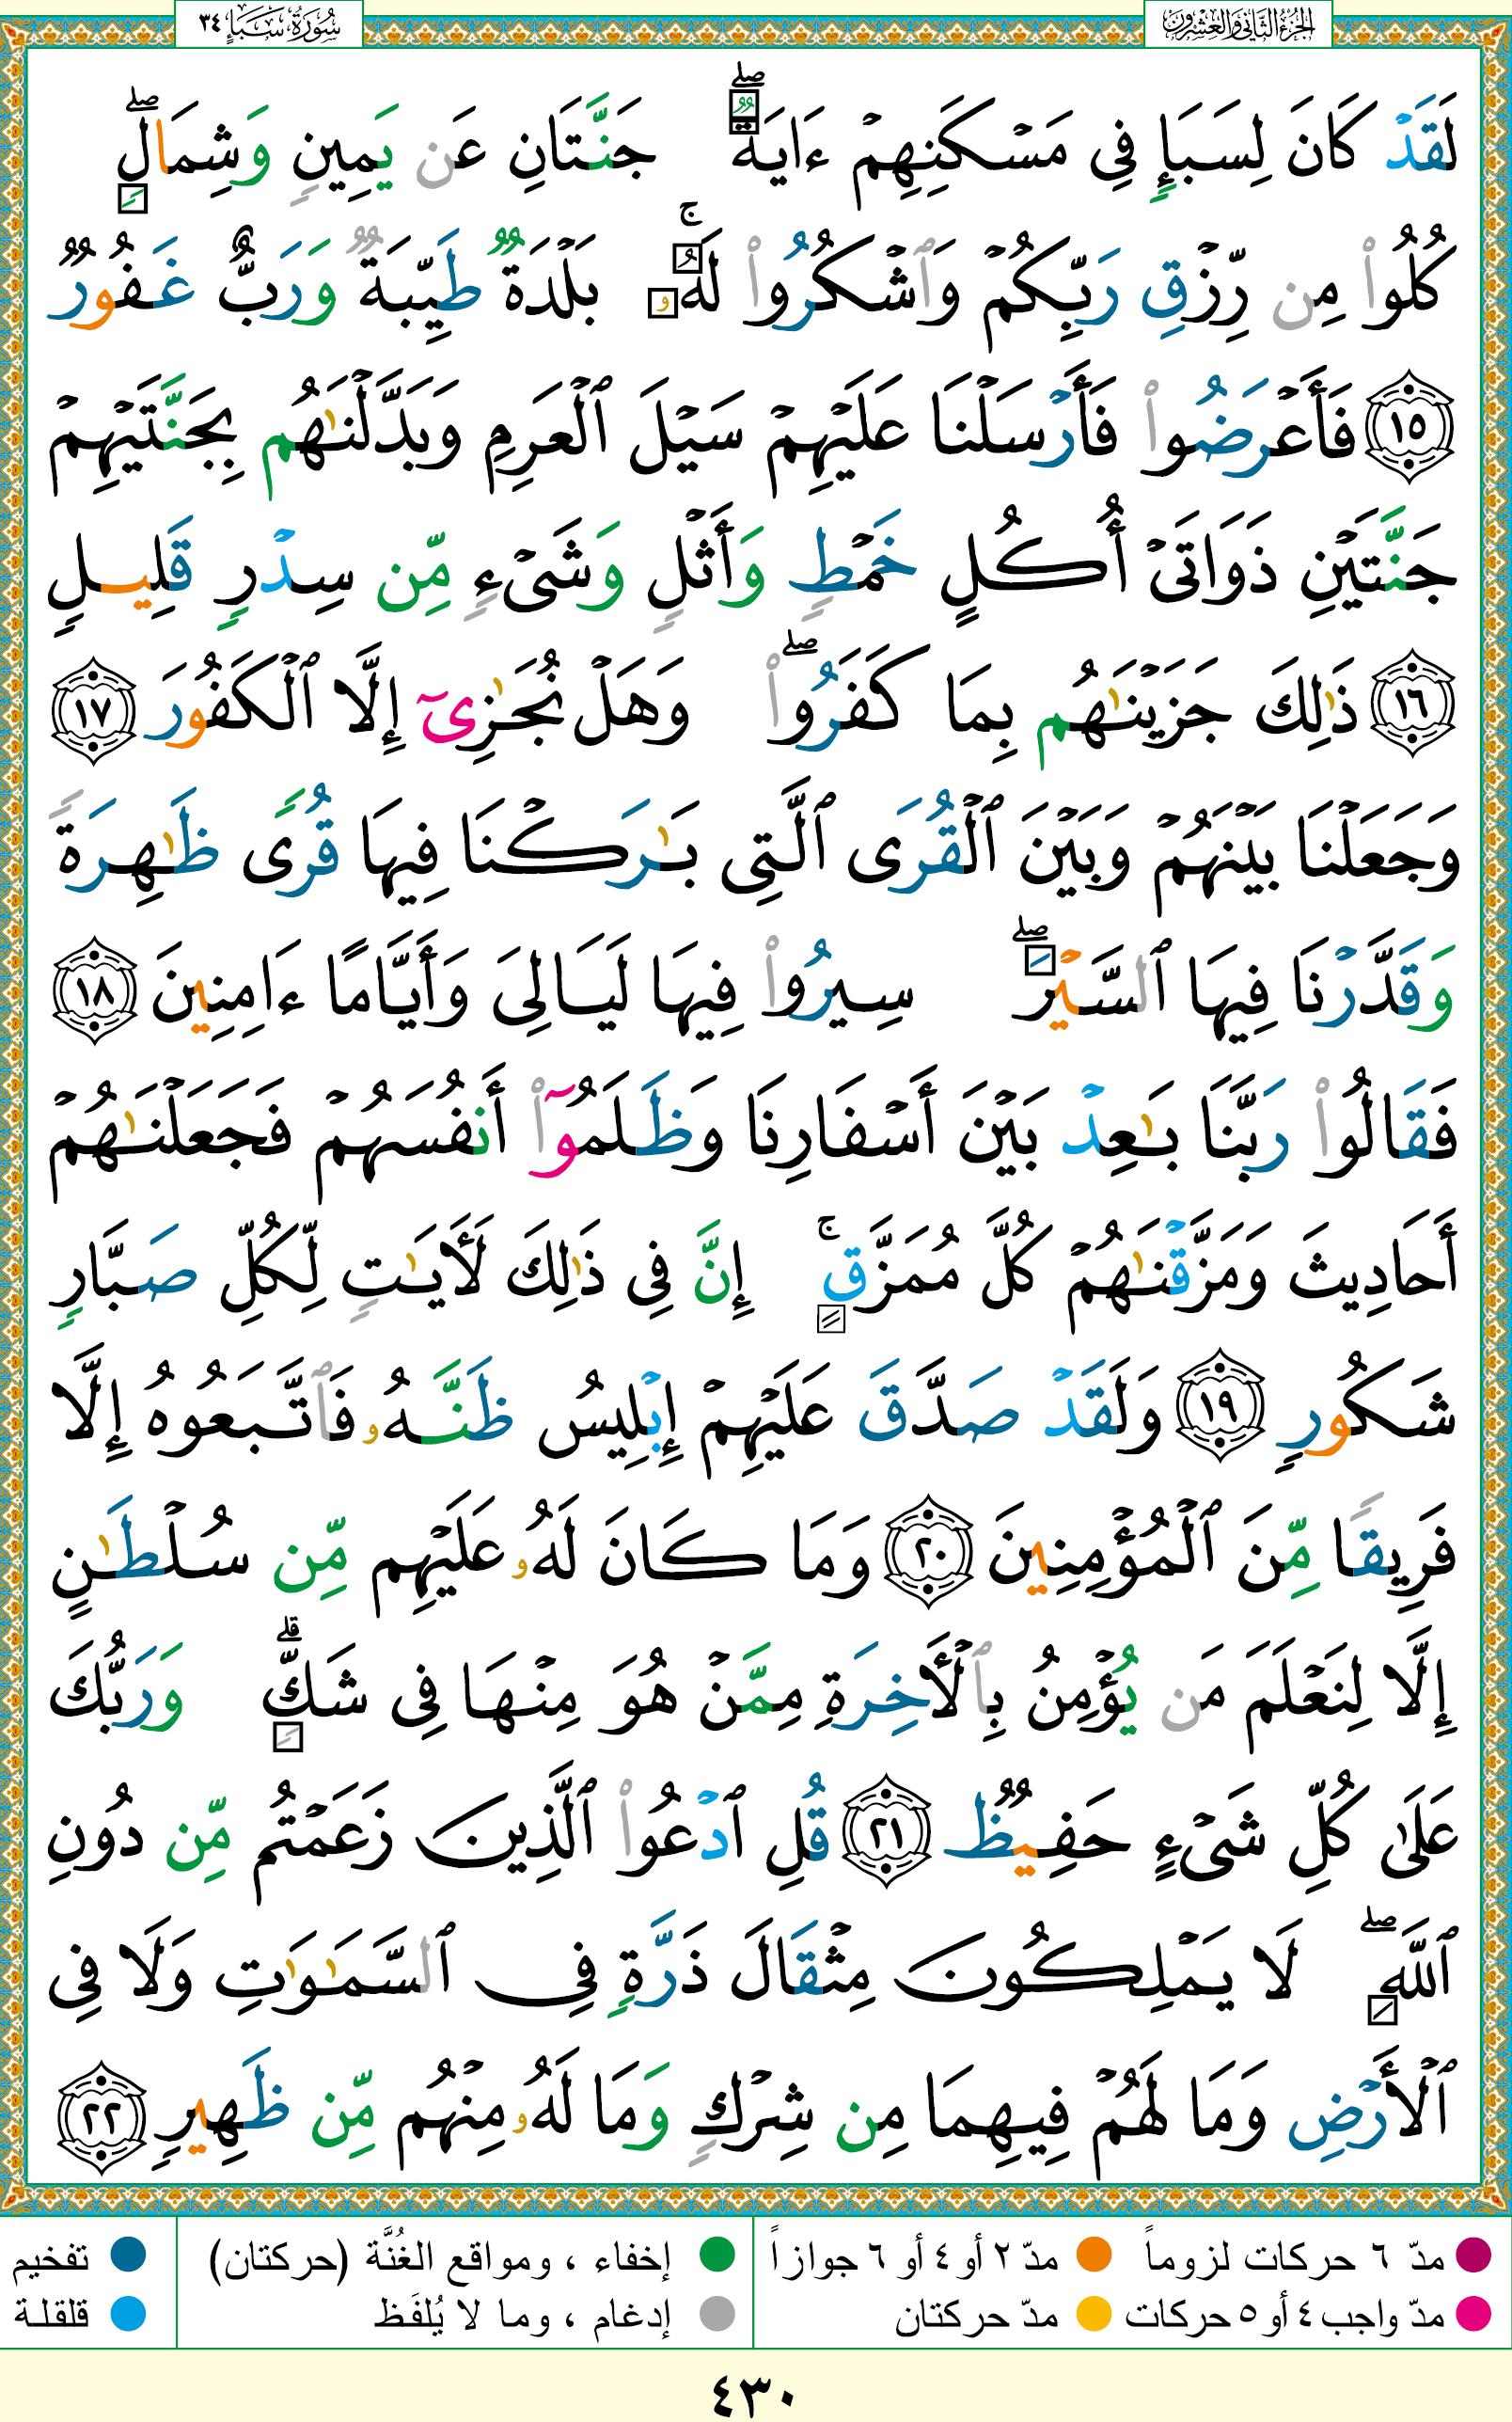 الجزء الثاني والعشرون
سورة سبإ ٣٤
لَقَدْ كَانَ لِسَبَإٍ فِى مَسْكَنِهِمْ ءَايَةٌ ۖ جَنَّتَانِ عَن يَمِينٍ وَشِمَالٍ ۖ
كُلُوا۟ مِن رِّزْقِ رَبِّكُمْ وَٱشْكُرُوا۟ لَهُۥ ۚ بَلْدَةٌ طَيِّبَةٌ وَرَبٌّ غَفُورٌ
١٥ فَأَعْرَضُوا۟ فَأَرْسَلْنَا عَلَيْهِمْ سَيْلَ ٱلْعَرِمِ وَبَدَّلْنَٰهُم بِجَنَّتَيْهِمْ
جَنَّتَيْنِ ذَوَاتَىْ أُكُلٍ خَمْطٍ وَأَثْلٍ وَشَىْءٍ مِّن سِدْرٍ قَلِيلٍ
١٦ ذَٰلِكَ جَزَيْنَٰهُم بِمَا كَفَرُوا۟ ۖ وَهَلْ نُجَٰزِىٓ إِلَّا ٱلْكَفُورَ ١٧
وَجَعَلْنَا بَيْنَهُمْ وَبَيْنَ ٱلْقُرَى ٱلَّتِى بَٰرَكْنَا فِيهَا قُرًى ظَٰهِرَةً
وَقَدَّرْنَا فِيهَا ٱلسَّيْرَ ۖ سِيرُوا۟ فِيهَا لَيَالِىَ وَأَيَّامًا ءَامِنِينَ ١٨
فَقَالُوا۟ رَبَّنَا بَٰعِدْ بَيْنَ أَسْفَارِنَا وَظَلَمُوٓا۟ أَنفُسَهُمْ فَجَعَلْنَٰهُمْ
أَحَادِيثَ وَمَزَّقْنَٰهُمْ كُلَّ مُمَزَّقٍ ۚ إِنَّ فِى ذَٰلِكَ لَأَيَٰتٍ لِّكُلِّ صَبَّارٍ
شَكُورٍ ١٩ وَلَقَدْ صَدَّقَ عَلَيْهِمْ إِبْلِيسُ ظَنَّهُۥ فَٱتَّبَعُوهُ إِلَّا
فَرِيقًا مِّنَ ٱلْمُؤْمِنِينَ ٢٠ وَمَا كَانَ لَهُۥ عَلَيْهِم مِّن سُلْطَٰنٍ
إِلَّا لِنَعْلَمَ مَن يُؤْمِنُ بِٱلْأَخِرَةِ مِمَّنْ هُوَ مِنْهَا فِى شَكٍّ ۗ وَرَبُّكَ
عَلَىٰ كُلِّ شَىْءٍ حَفِيظٌ ٢١ قُلِ ٱدْعُوا۟ ٱلَّذِينَ زَعَمْتُم مِّن دُونِ
ٱللَّهِ ۖ لَا يَمْلِكُونَ مِثْقَالَ ذَرَّةٍ فِى ٱلسَّمَٰوَٰتِ وَلَا فِى
ٱلْأَرْضِ وَمَا لَهُمْ فِيهِمَا مِن شِرْكٍ وَمَا لَهُۥ مِنْهُم مِّن ظَهِيرٍ ٢٢
مدّ ٦ حركات لزوماً مدّ ٢ أو ٤ أو ٦ جوازاً إخفاء ، ومواقع الغُنَّة (حركتان) تفخيم
مدّ واجب ٤ أو ٥ حركات مدّ حركتان إدغام ، وما لا يُلفَظ قلقلة
٤٣٠